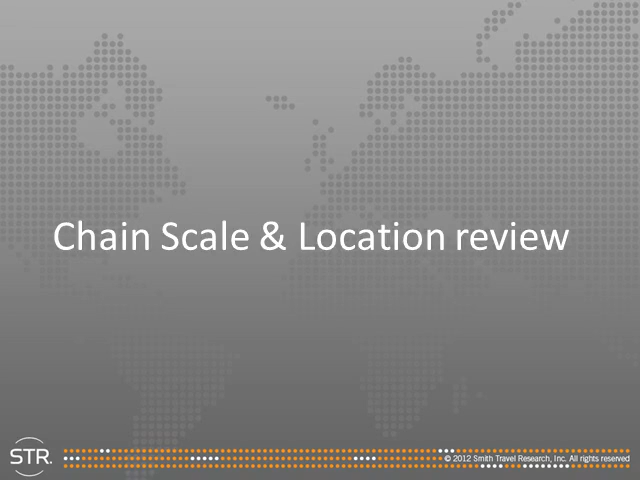 Chain Scale & Location review
STR.
© 2012 Smith Travel Research, Inc. All rights reserved